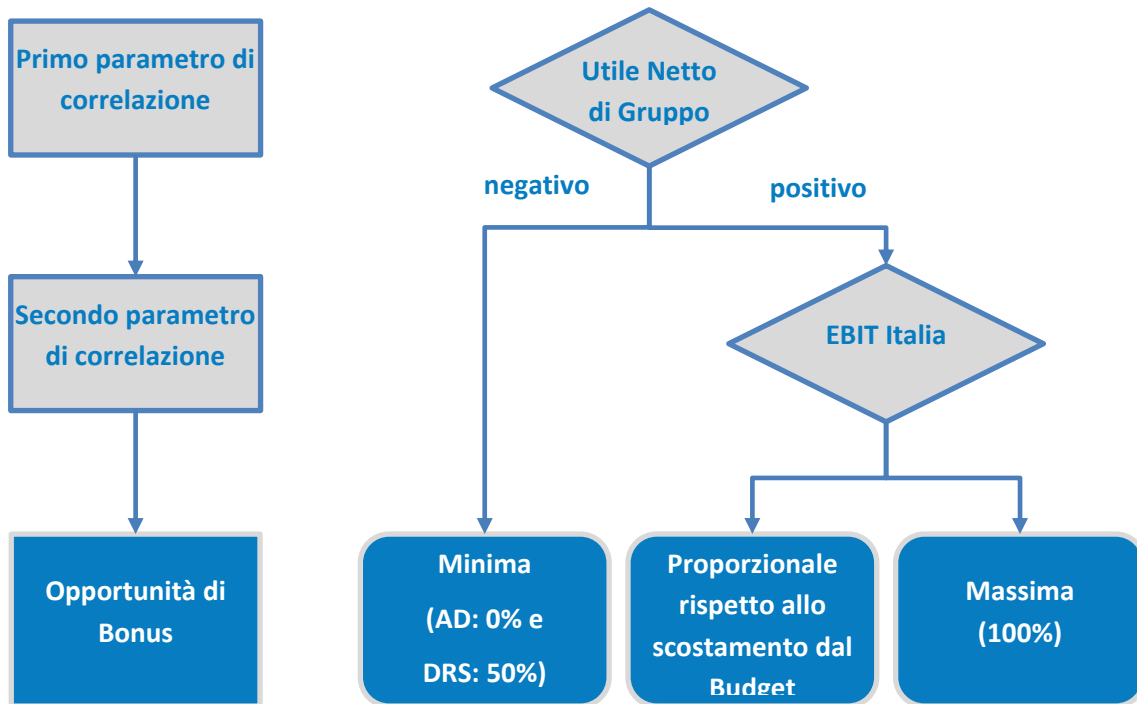 Primo parametro di
correlazione
Utile Netto
di Gruppo
negativo
positivo
Secondo parametro
di correlazione
EBIT Italia
Opportunità di
Bonus
Minima
(AD: 0% e
DRS: 50%)
Proporzionale
rispetto allo
scostamento dal
Budget
Massima
(100%)